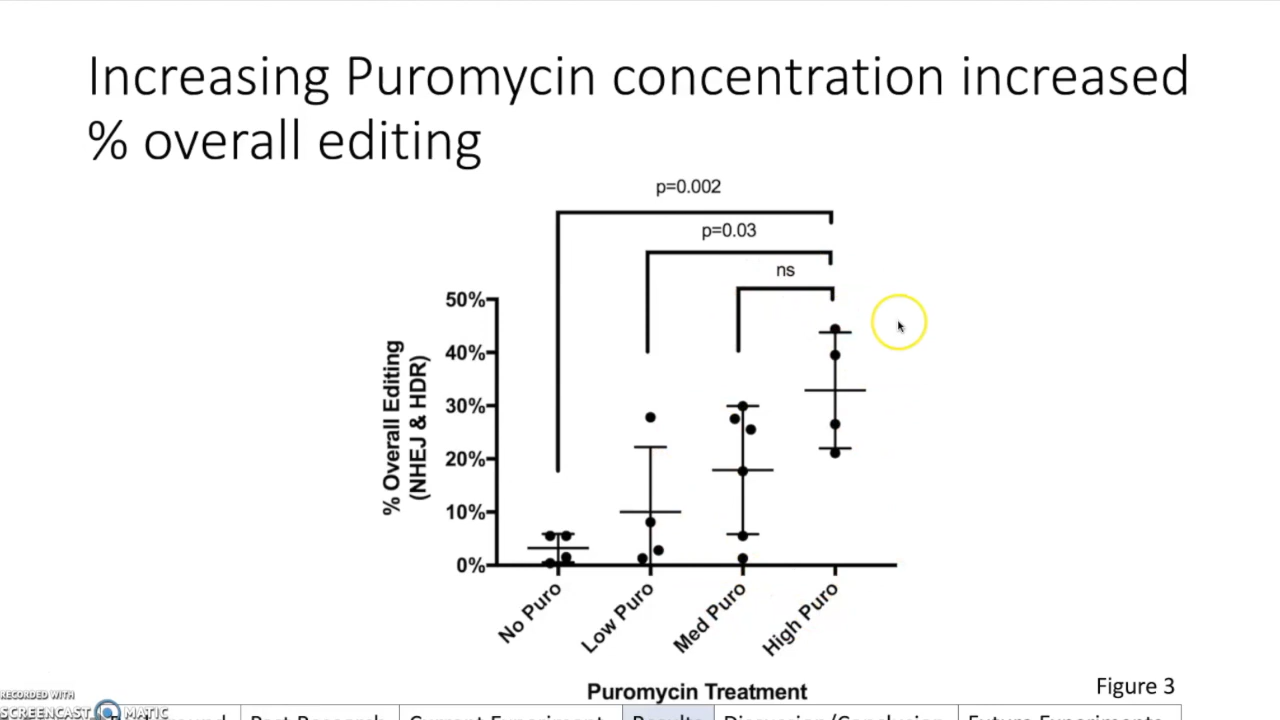 Increasing Puromycin concentration increased
% overall editing
p=0.002
p=0.03
ns
50%
40%
30%
20%
10%
0%
% Overall Editing
(NHEJ & HDR)
No Puro
Low Puro
Med Puro
High Puro
Puromycin Treatment
Figure 3
RECORDED WITH
SCREENCAST MATIC
Past Research Current Experiment Results Discussion/Conclusion Future Experiments